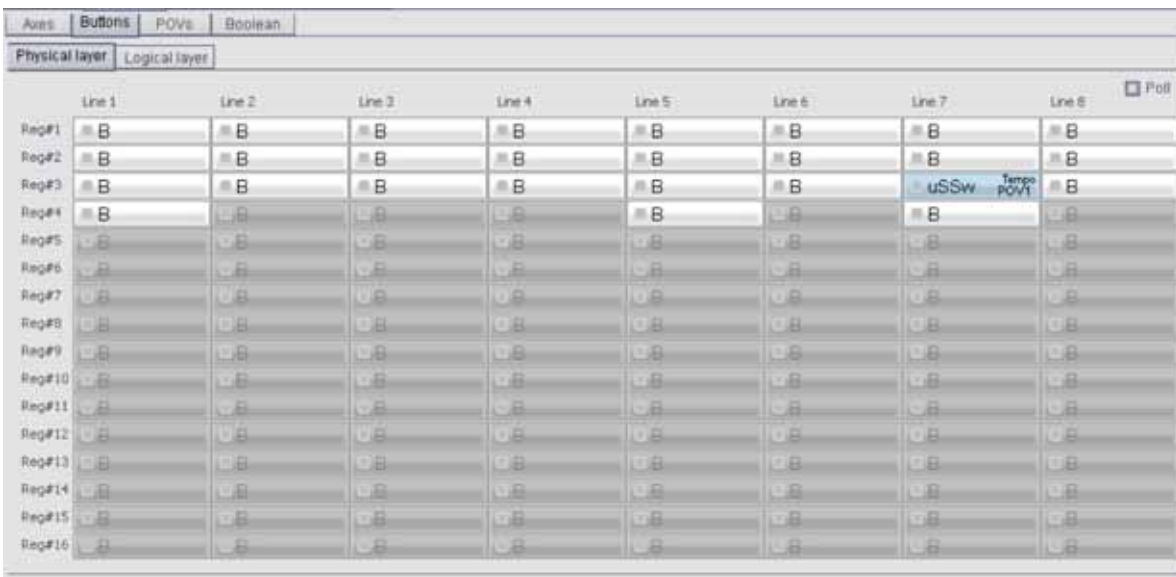 Axes Buttons POVs Boolean
Physical layer Logical layer
Poll
Line 1 Line 2 Line 3 Line 4 Line 5 Line 6 Line 7 Line 8
Reg#1 B B B B B B B B
Reg#2 B B B B B B B B
Reg#3 B B B B B B uSSw Tempo POV1 B
Reg#4 B B B B B B B B
Reg#5 B B B B B B B B
Reg#6 B B B B B B B B
Reg#7 B B B B B B B B
Reg#8 B B B B B B B B
Reg#9 B B B B B B B B
Reg#10 B B B B B B B B
Reg#11 B B B B B B B B
Reg#12 B B B B B B B B
Reg#13 B B B B B B B B
Reg#14 B B B B B B B B
Reg#15 B B B B B B B B
Reg#16 B B B B B B B B